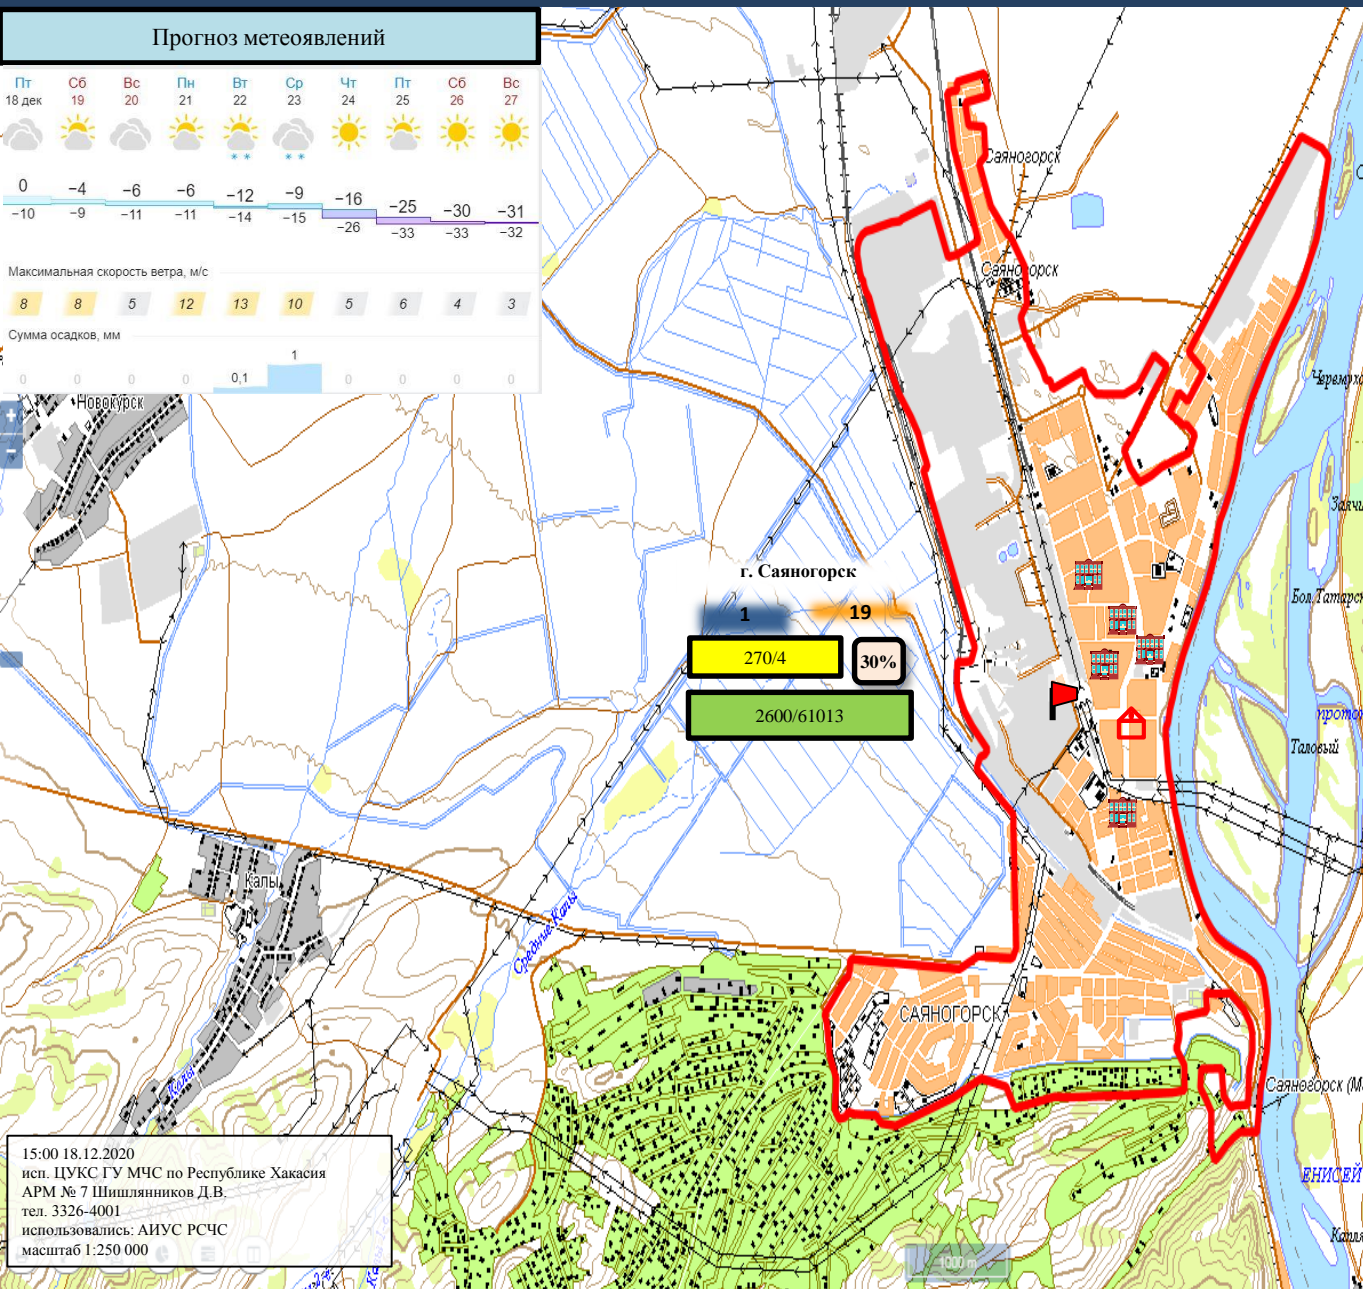 Прогноз метеоявлений
Пт Сб Вс Пн Вт Ср Чт Пт Сб Вс
18 дек 19 20 21 22 23 24 25 26 27
0 −4 −6 −6 −12 −9 −16 −25 −30 −31
−10 −9 −11 −11 −14 −15 −26 −33 −33 −32
Максимальная скорость ветра, м/с
8 8 5 12 13 10 5 6 4 3
Сумма осадков, мм
0 0 0 0 0,1 1 0 0 0 0
Саяногорск
Саяногорск
Новокурск
г. Саяногорск
1 19
270/4 30%
2600/61013
Таловый
Калы
Средние Калы
САЯНОГОРСК
Калы
Саяногорск (М
ЕНИСЕЙ
15:00 18.12.2020
исп. ЦУКС ГУ МЧС по Республике Хакасия
АРМ № 7 Шишлянников Д.В.
тел. 3326-4001
использовались: АИУС РСЧС
масштаб 1:250 000
1000 m